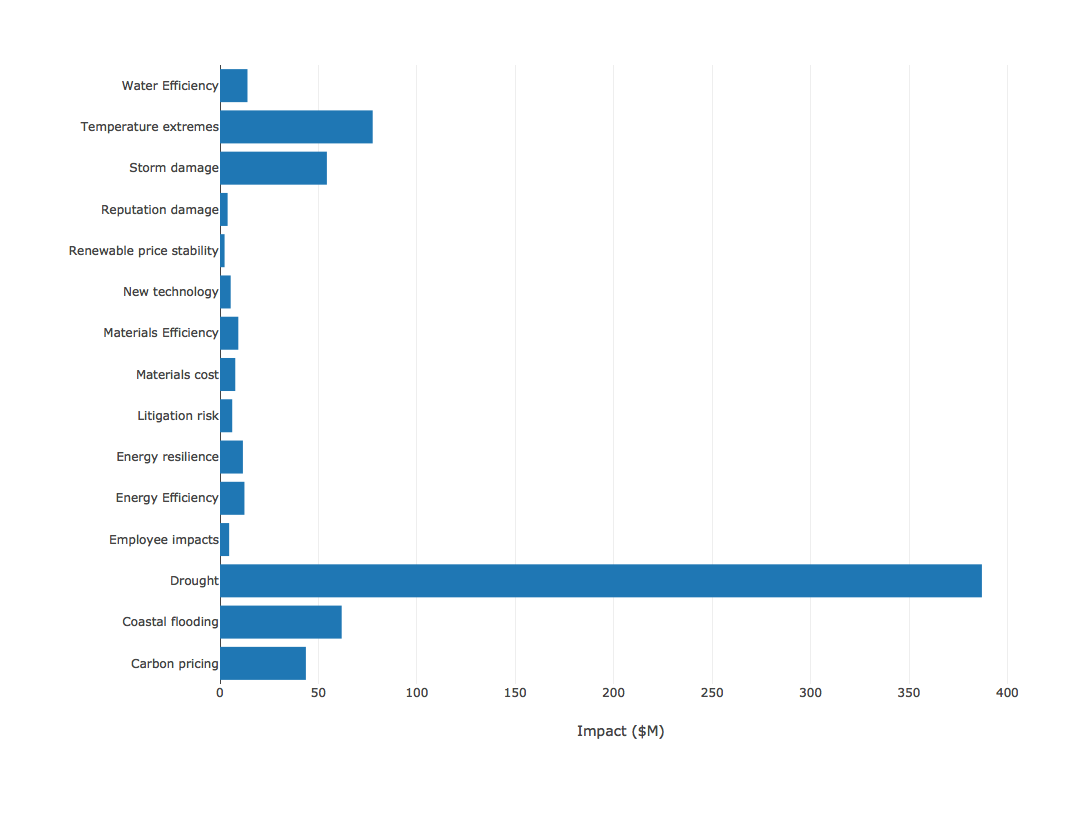 Water Efficiency
Temperature extremes
Storm damage
Reputation damage
Renewable price stability
New technology
Materials Efficiency
Materials cost
Litigation risk
Energy resilience
Energy Efficiency
Employee impacts
Drought
Coastal flooding
Carbon pricing
0 50 100 150 200 250 300 350 400
Impact ($M)